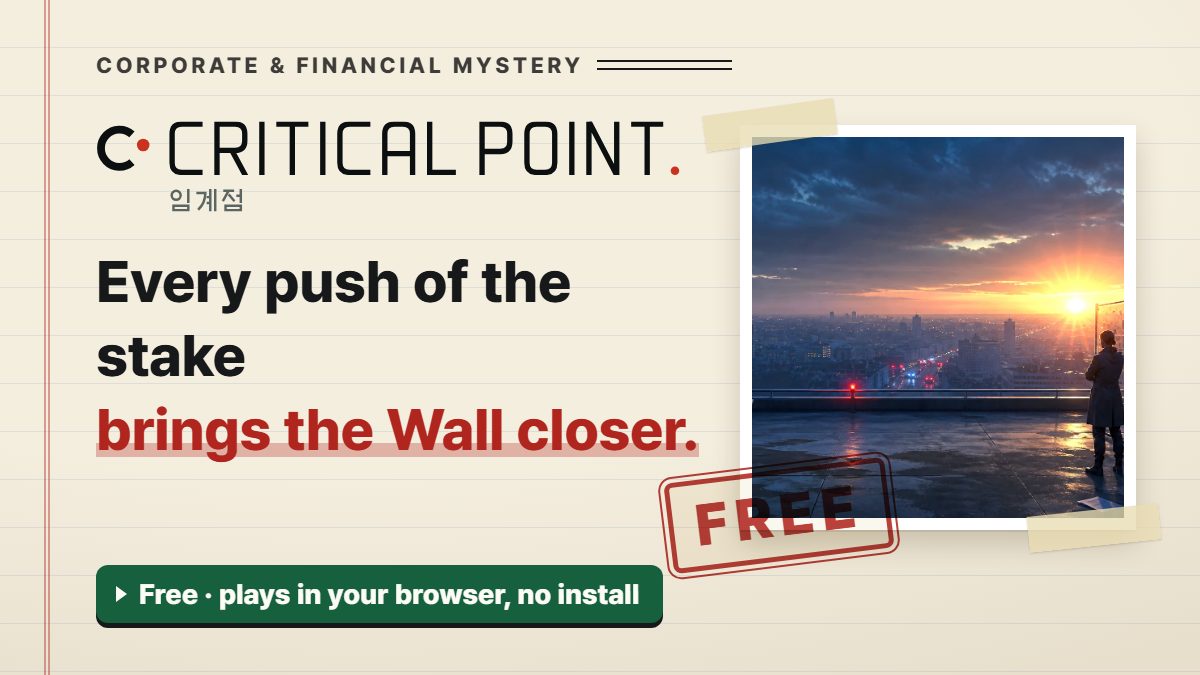 CORPORATE & FINANCIAL MYSTERY
C CRITICAL POINT.
임계점
Every push of the
stake
brings the Wall closer.
FREE
Free · plays in your browser, no install